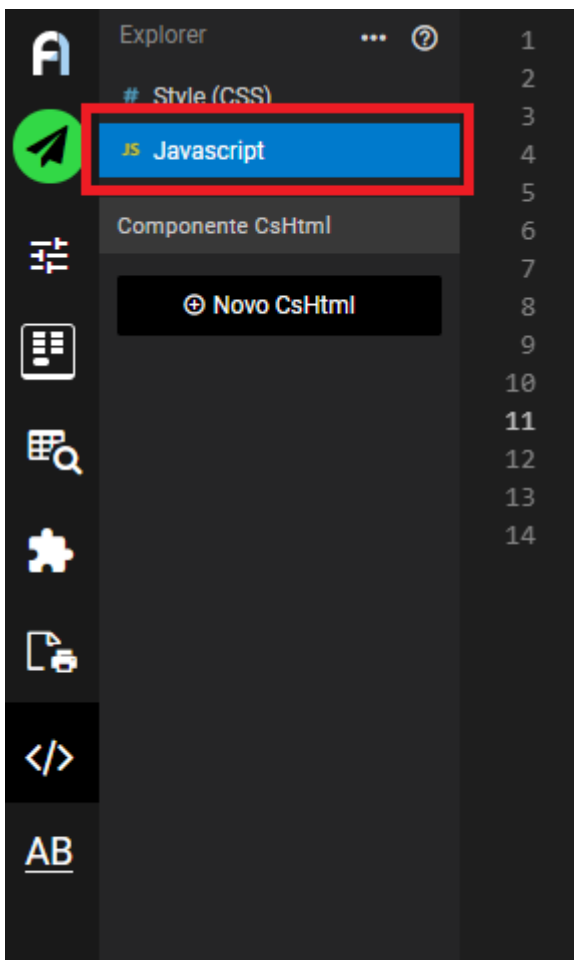 Explorer ...
# Style (CSS)
JS Javascript
Componente CsHtml
Novo CsHtml
</>
AB
1
2
3
4
5
6
7
8
9
10
11
12
13
14